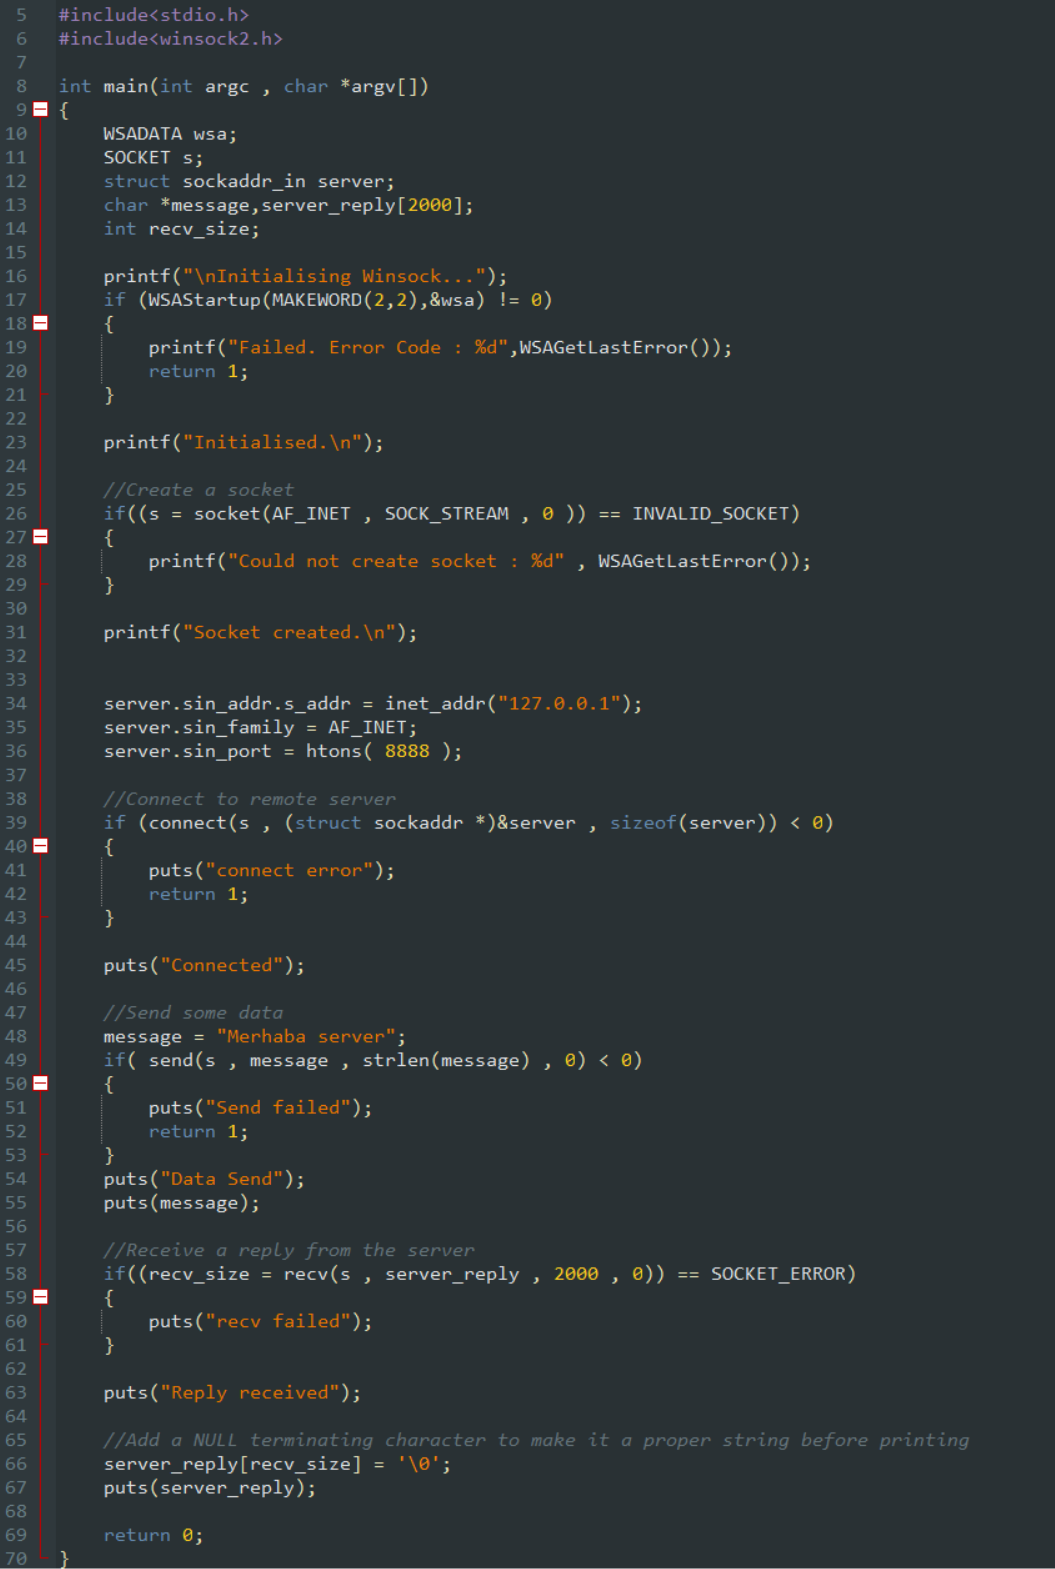 5 #include<stdio.h>
6 #include<winsock2.h>
7
8 int main(int argc , char *argv[])
9 {
10 WSADATA wsa;
11 SOCKET s;
12 struct sockaddr_in server;
13 char *message,server_reply[2000];
14 int recv_size;
15
16 printf("\nInitialising Winsock...");
17 if (WSAStartup(MAKEWORD(2,2),&wsa) != 0)
18 {
19 printf("Failed. Error Code : %d",WSAGetLastError());
20 return 1;
21 }
22
23 printf("Initialised.\n");
24
25 //Create a socket
26 if((s = socket(AF_INET , SOCK_STREAM , 0 )) == INVALID_SOCKET)
27 {
28 printf("Could not create socket : %d" , WSAGetLastError());
29 }
30
31 printf("Socket created.\n");
32
33
34 server.sin_addr.s_addr = inet_addr("127.0.0.1");
35 server.sin_family = AF_INET;
36 server.sin_port = htons( 8888 );
37
38 //Connect to remote server
39 if (connect(s , (struct sockaddr *)&server , sizeof(server)) < 0)
40 {
41 puts("connect error");
42 return 1;
43 }
44
45 puts("Connected");
46
47 //Send some data
48 message = "Merhaba server";
49 if( send(s , message , strlen(message) , 0) < 0)
50 {
51 puts("Send failed");
52 return 1;
53 }
54 puts("Data Send");
55 puts(message);
56
57 //Receive a reply from the server
58 if((recv_size = recv(s , server_reply , 2000 , 0)) == SOCKET_ERROR)
59 {
60 puts("recv failed");
61 }
62
63 puts("Reply received");
64
65 //Add a NULL terminating character to make it a proper string before printing
66 server_reply[recv_size] = '\0';
67 puts(server_reply);
68
69 return 0;
70 }